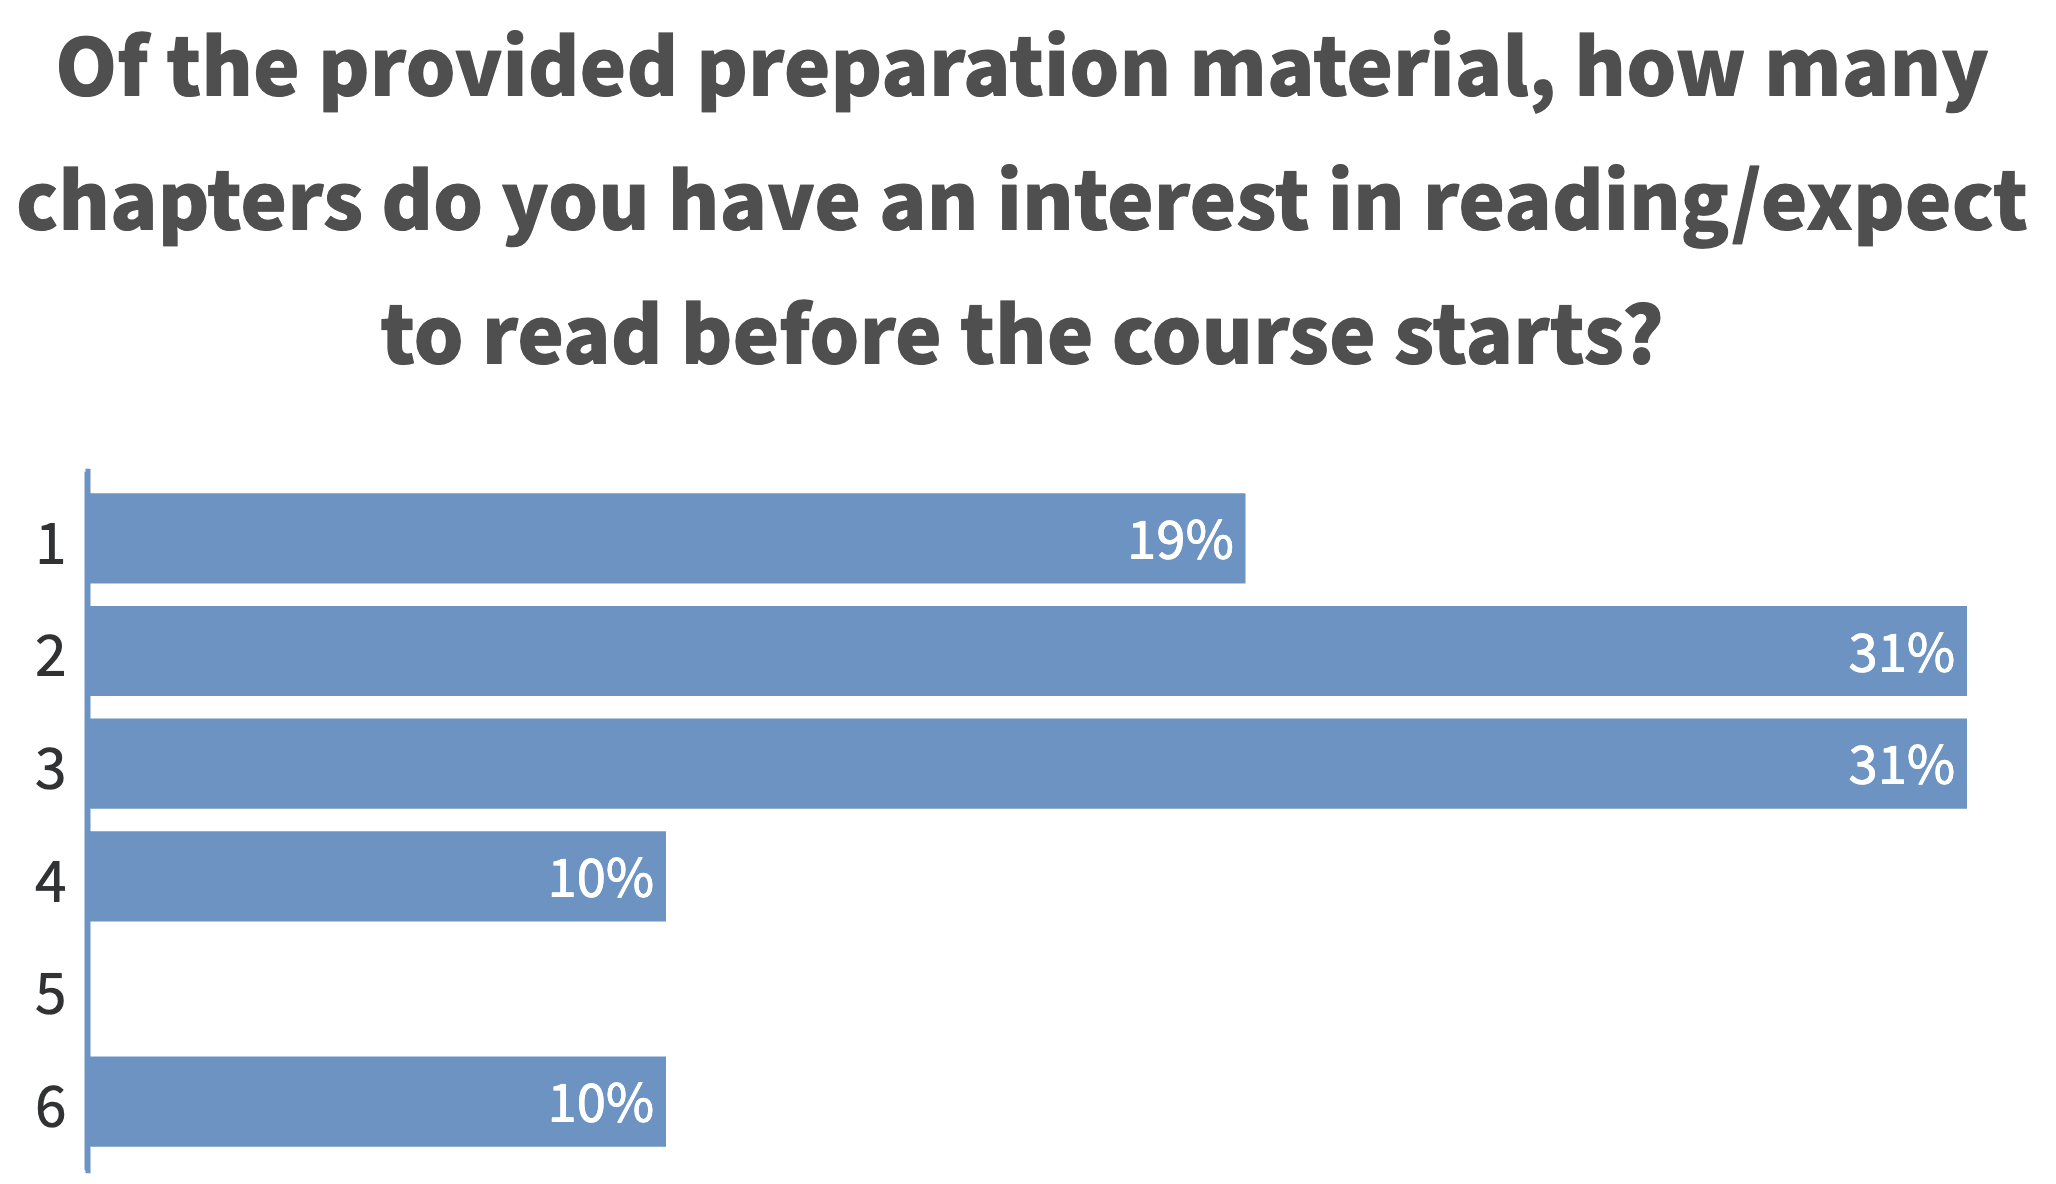 Of the provided preparation material, how many
chapters do you have an interest in reading/expect
to read before the course starts?
1 19%
2 31%
3 31%
4 10%
5
6 10%